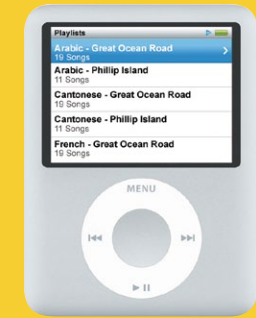 Playlists
Arabic - Great Ocean Road
19 Songs
Arabic - Phillip Island
11 Songs
Cantonese - Great Ocean Road
19 Songs
Cantonese - Phillip Island
11 Songs
French - Great Ocean Road
19 Songs
MENU